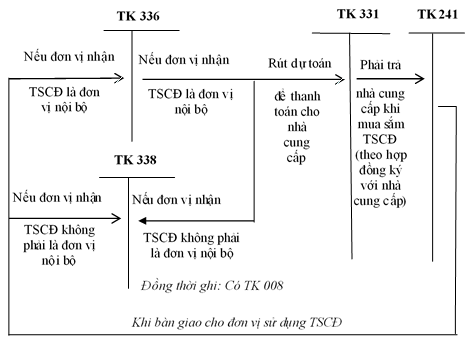 TK 336
TK 331
TK 241
Nếu đơn vị nhận
TSCĐ là đơn
vị nội bộ
Nếu đơn vị nhận
TSCĐ là đơn vị
nội bộ
Rút dự toán
để thanh
toán cho
nhà
cung
cấp
Phải trả
nhà cung
cấp khi
mua sắm
TSCĐ
(theo hợp
đồng ký
với nhà
cung cấp)
TK 338
Nếu đơn vị nhận
TSCĐ không
phải là đơn vị
nội bộ
Nếu đơn vị nhận
TSCĐ không phải
là đơn vị nội bộ
Đồng thời ghi: Có TK 008
Khi bàn giao cho đơn vị sử dụng TSCĐ